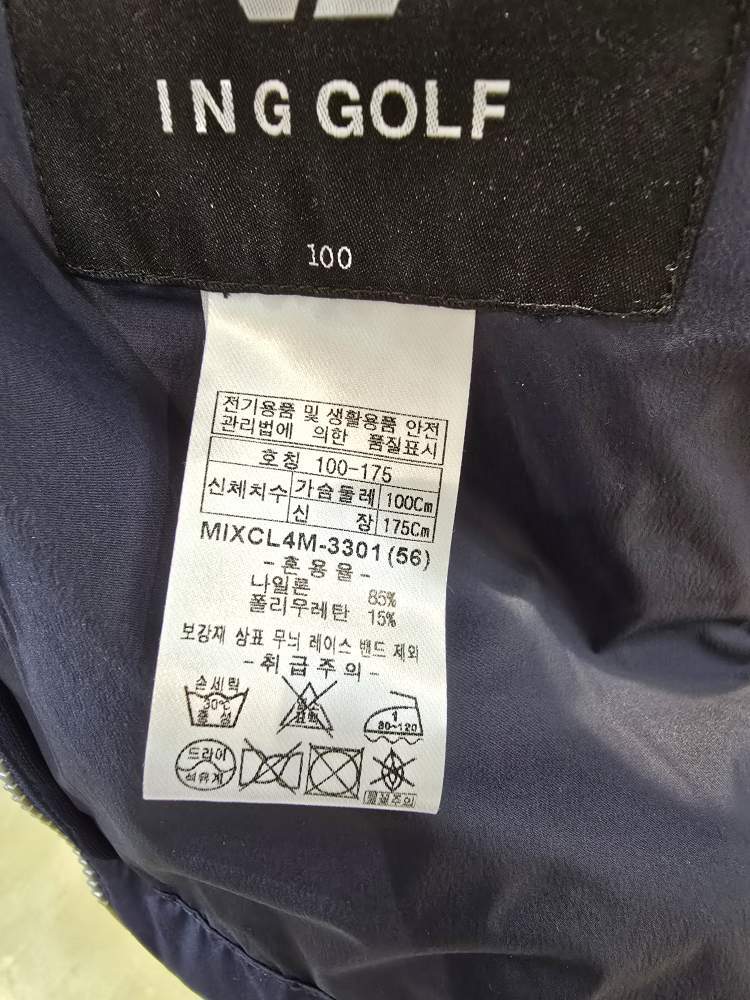 ING GOLF
100
전기용품 및 생활용품 안전
관리법에 의한 품질표시
호칭 100-175
신체치수 가슴둘레 100Cm
신 장 175Cm
MIXCL4M-3301(56)
-혼용율-
나일론 85%
폴리우레탄 15%
보강재 상표 무늬 레이스 밴드 제외
-취급주의-
손세탁
30℃
중성
표백
1
80~120
드라이
석유계